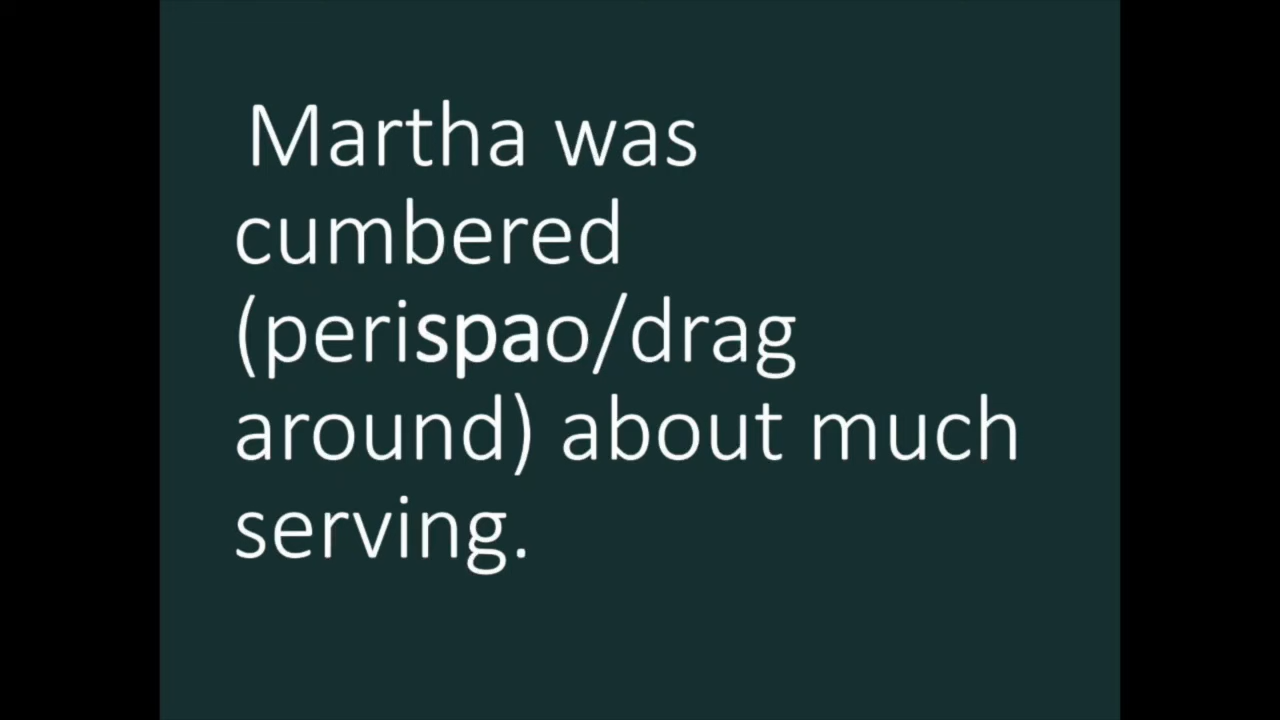 Martha was
cumbered
(perispao/drag
around) about much
serving.